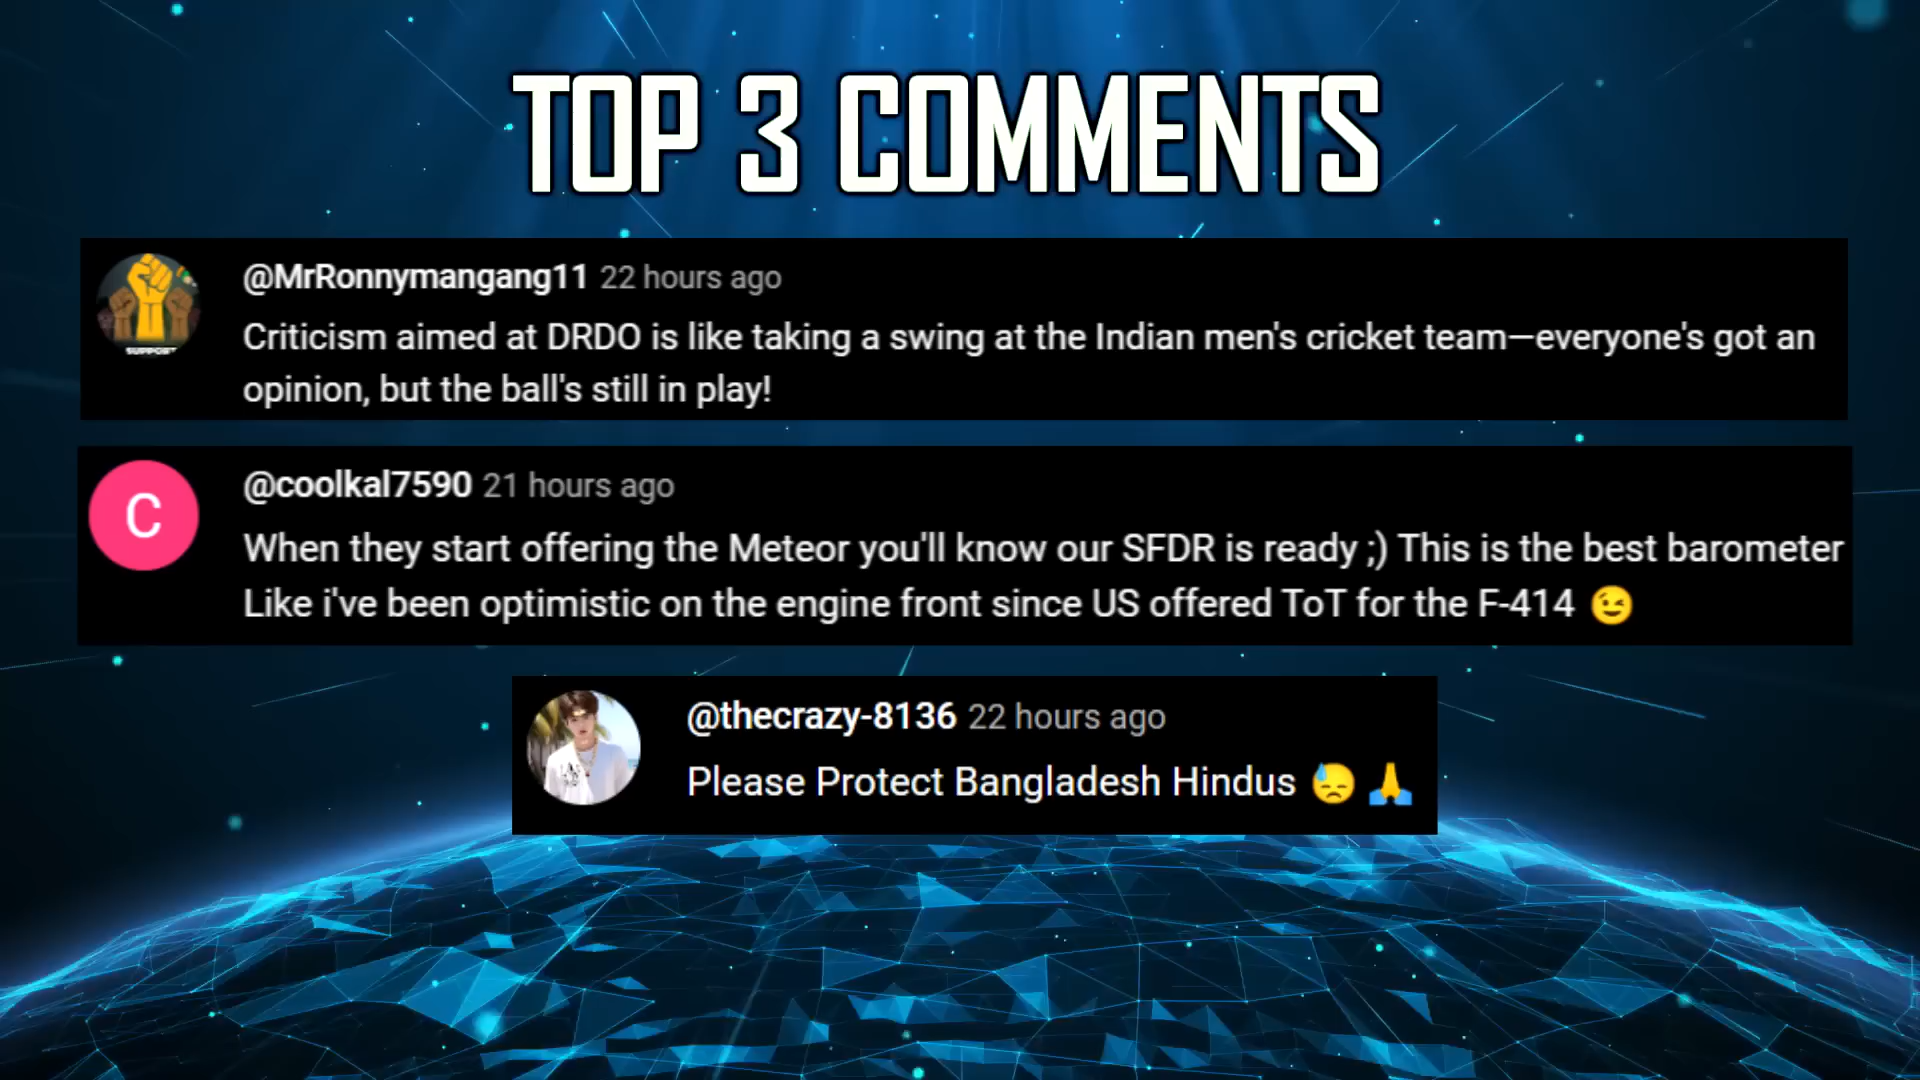 TOP 3 COMMENTS
@MrRonnymangang11 22 hours ago
Criticism aimed at DRDO is like taking a swing at the Indian men's cricket team—everyone's got an
opinion, but the ball's still in play!
SUPPORT
C
@coolkal7590 21 hours ago
When they start offering the Meteor you'll know our SFDR is ready ;) This is the best barometer
Like i've been optimistic on the engine front since US offered ToT for the F-414 😉
@thecrazy-8136 22 hours ago
Please Protect Bangladesh Hindus 😓 🙏